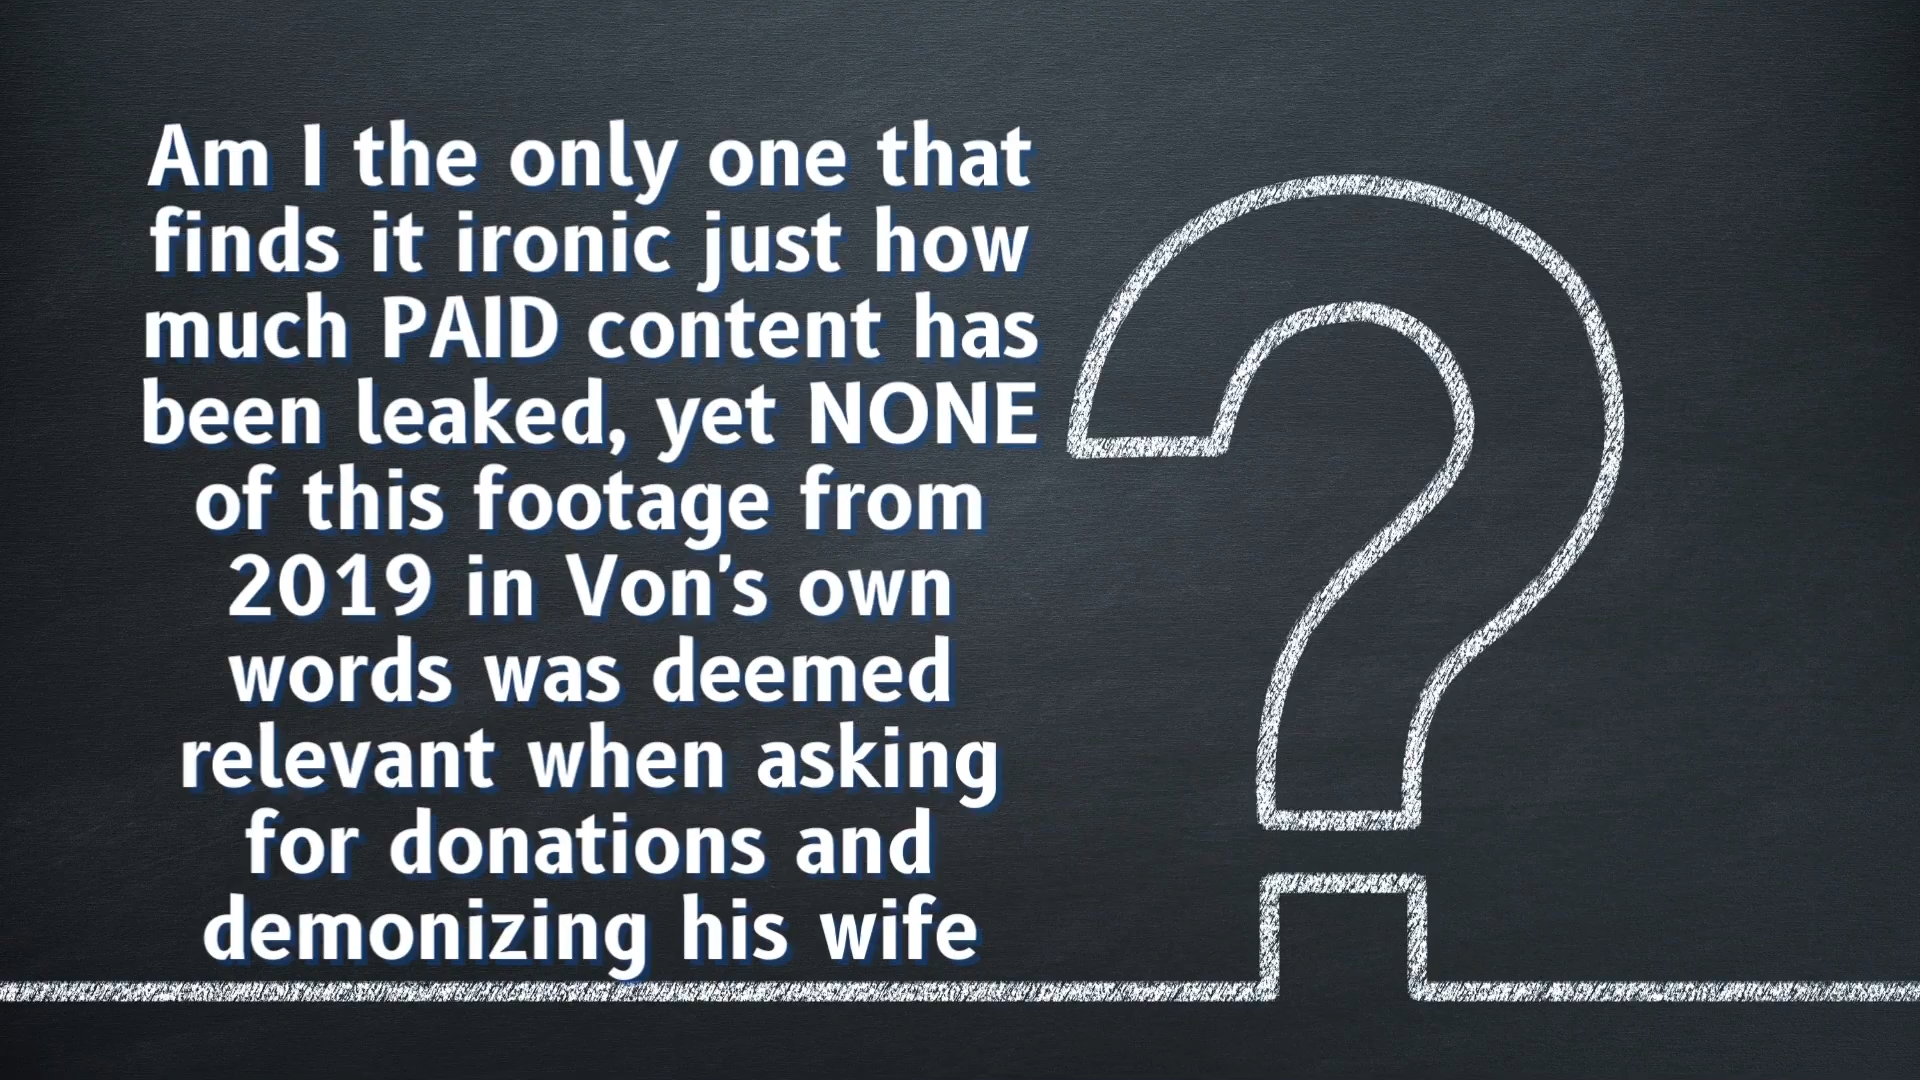 Am I the only one that
finds it ironic just how
much PAID content has
been leaked, yet NONE
of this footage from
2019 in Von's own
words was deemed
relevant when asking
for donations and
demonizing his wife
?